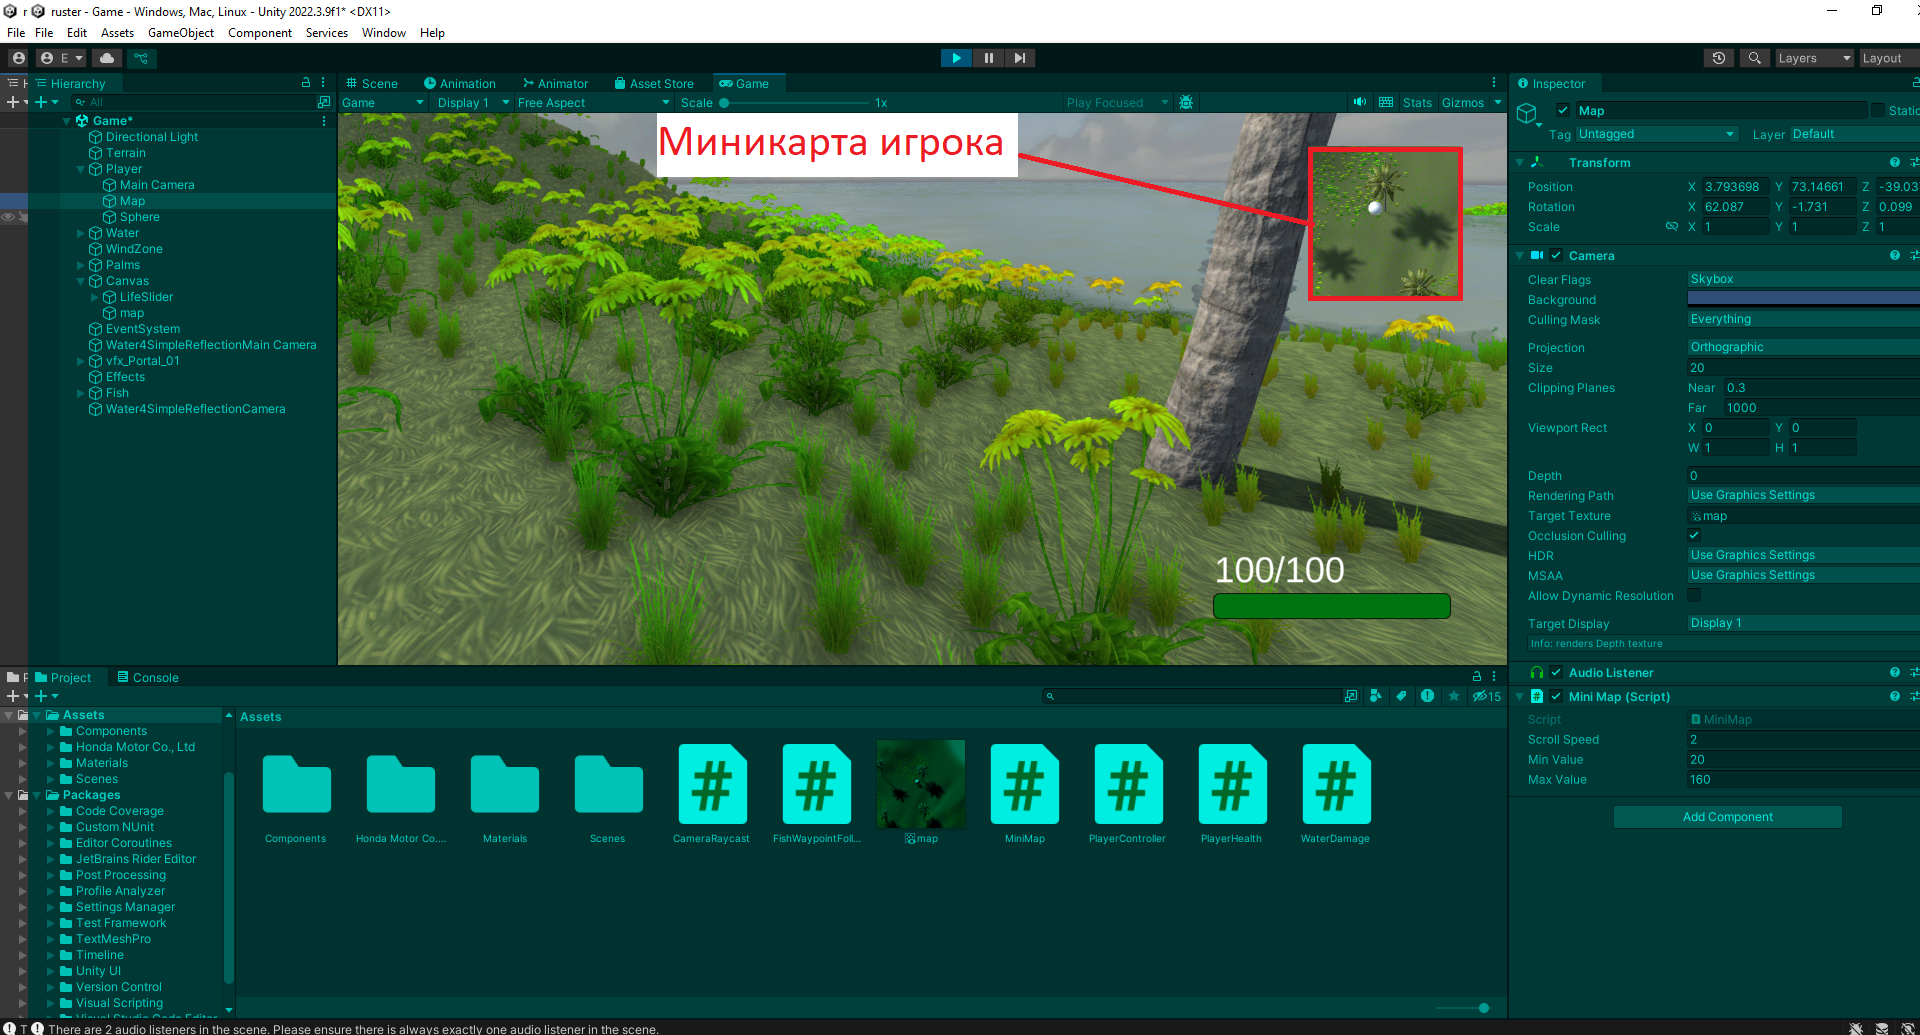 r ruster - Game - Windows, Mac, Linux - Unity 2022.3.9f1* <DX11>
File File Edit Assets GameObject Component Services Window Help
E Layers Layout
Hierarchy
All
Game*
Directional Light
Terrain
Player
Main Camera
Map
Sphere
Water
WindZone
Palms
Canvas
LifeSlider
map
EventSystem
Water4SimpleReflectionMain Camera
vfx_Portal_01
Effects
Fish
Water4SimpleReflectionCamera
Scene Animation Animator Asset Store Game
Game Display 1 Free Aspect Scale 1x Play Focused Stats Gizmos
Миникарта игрока
100/100
Inspector
Map Static
Tag Untagged Layer Default
Transform
Position X 3.793698 Y 73.14661 Z -39.03
Rotation X 62.087 Y -1.731 Z 0.099
Scale X 1 Y 1 Z 1
Camera
Clear Flags Skybox
Background
Culling Mask Everything
Projection Orthographic
Size 20
Clipping Planes Near 0.3
Far 1000
Viewport Rect X 0 Y 0
W 1 H 1
Depth 0
Rendering Path Use Graphics Settings
Target Texture map
Occlusion Culling
HDR Use Graphics Settings
MSAA Use Graphics Settings
Allow Dynamic Resolution
Target Display Display 1
Info: renders Depth texture
Audio Listener
Mini Map (Script)
Script MiniMap
Scroll Speed 2
Min Value 20
Max Value 160
Add Component
Project Console
15
Assets
Components
Honda Motor Co., Ltd
Materials
Scenes
Packages
Code Coverage
Custom NUnit
Editor Coroutines
JetBrains Rider Editor
Post Processing
Profile Analyzer
Settings Manager
Test Framework
TextMeshPro
Timeline
Unity UI
Version Control
Visual Scripting
Visual Studio Code Editor
Assets
Components Honda Motor Co.... Materials Scenes CameraRaycast FishWaypointFoll... map MiniMap PlayerController PlayerHealth WaterDamage
T There are 2 audio listeners in the scene. Please ensure there is always exactly one audio listener in the scene.